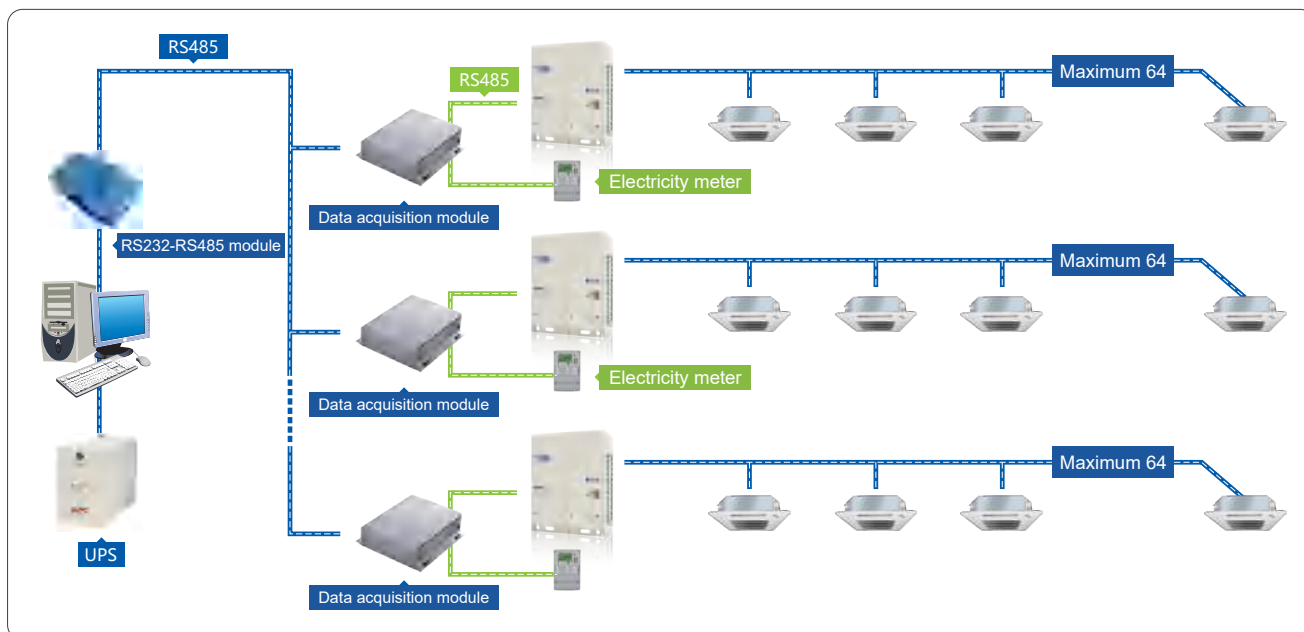 RS485
RS485
Maximum 64
Electricity meter
Data acquisition module
RS232-RS485 module
Maximum 64
Electricity meter
Data acquisition module
Maximum 64
UPS
Data acquisition module